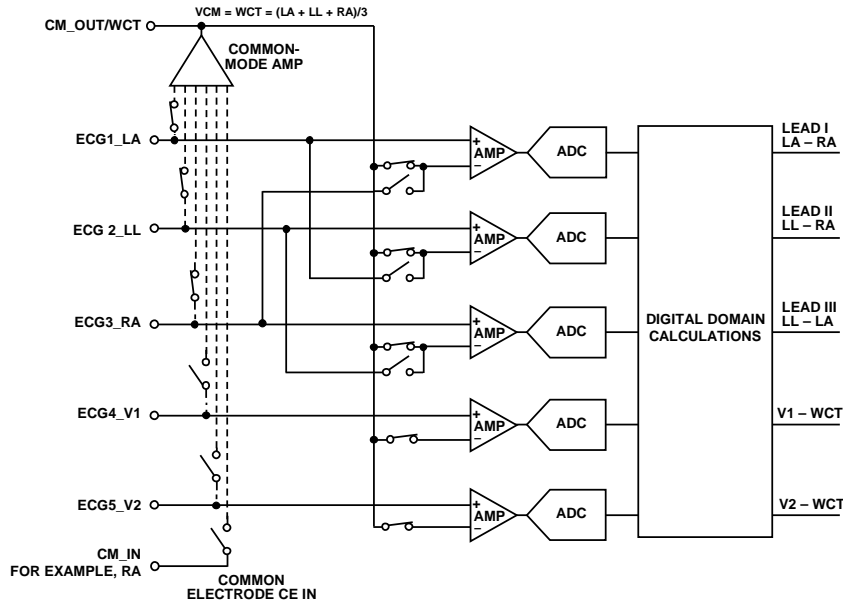 VCM = WCT = (LA + LL + RA)/3
CM_OUT/WCT
COMMON-
MODE AMP
ECG1_LA
+
AMP
–
ADC
LEAD I
LA – RA
ECG 2_LL
+
AMP
–
ADC
LEAD II
LL – RA
ECG3_RA
+
AMP
–
ADC
DIGITAL DOMAIN
CALCULATIONS
LEAD III
LL – LA
ECG4_V1
+
AMP
–
ADC
V1 – WCT
ECG5_V2
+
AMP
–
ADC
V2 – WCT
CM_IN
FOR EXAMPLE, RA
COMMON
ELECTRODE CE IN